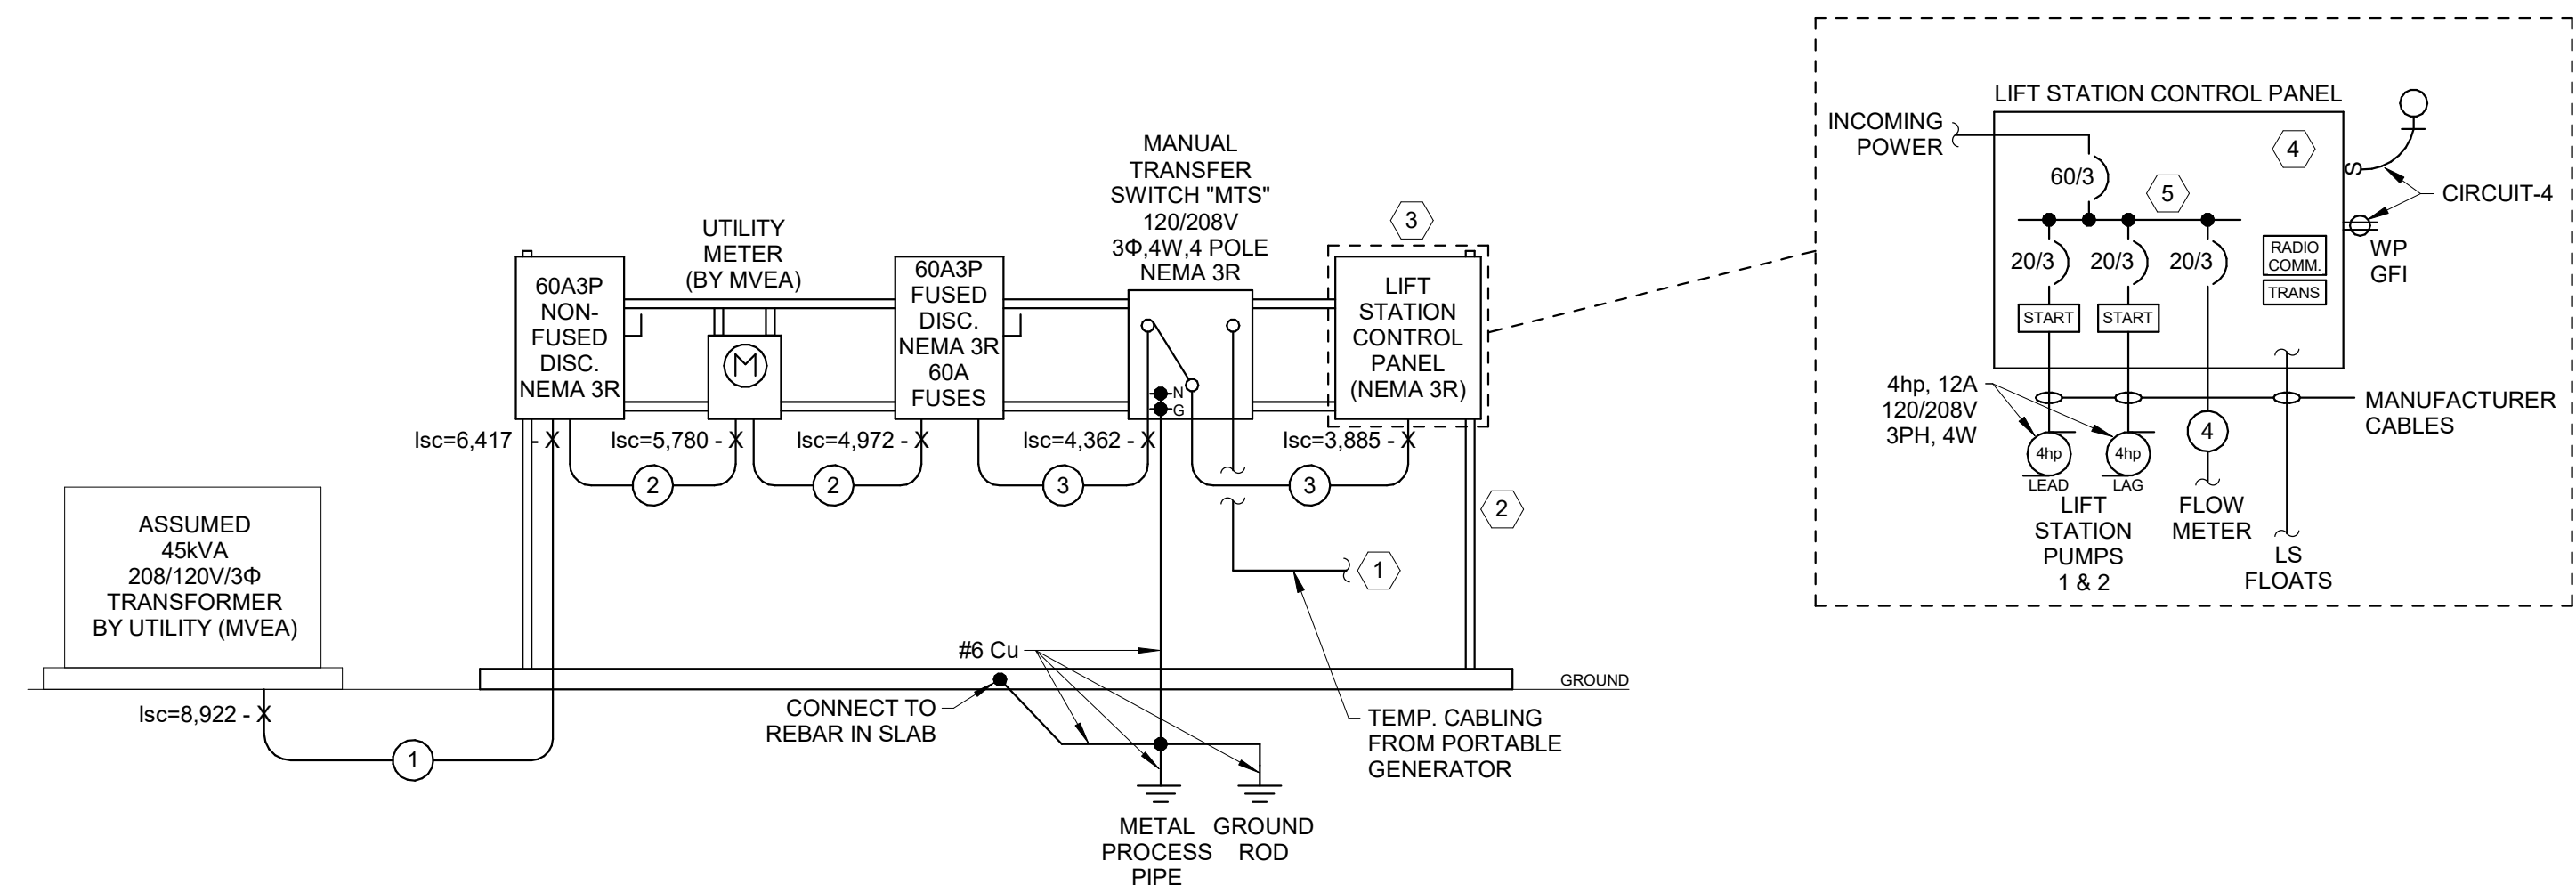 LIFT STATION CONTROL PANEL
INCOMING
POWER
4
60/3
5
S
CIRCUIT-4
20/3
20/3
20/3
RADIO
COMM.
TRANS
WP
GFI
START
START
4hp, 12A
120/208V
3PH, 4W
MANUFACTURER
CABLES
4hp
4hp
4
LEAD
LAG
LIFT
STATION
PUMPS
1 & 2
FLOW
METER
LS
FLOATS
MANUAL
TRANSFER
SWITCH "MTS"
120/208V
3Φ,4W,4 POLE
NEMA 3R
UTILITY
METER
(BY MVEA)
3
60A3P
NON-
FUSED
DISC.
NEMA 3R
M
60A3P
FUSED
DISC.
NEMA 3R
60A
FUSES
N
G
LIFT
STATION
CONTROL
PANEL
(NEMA 3R)
Isc=6,417 - X
Isc=5,780 - X
Isc=4,972 - X
Isc=4,362 - X
Isc=3,885 - X
2
2
3
3
2
1
ASSUMED
45kVA
208/120V/3Φ
TRANSFORMER
BY UTILITY (MVEA)
#6 Cu
GROUND
Isc=8,922 - X
1
CONNECT TO
REBAR IN SLAB
TEMP. CABLING
FROM PORTABLE
GENERATOR
METAL
PROCESS
PIPE
GROUND
ROD